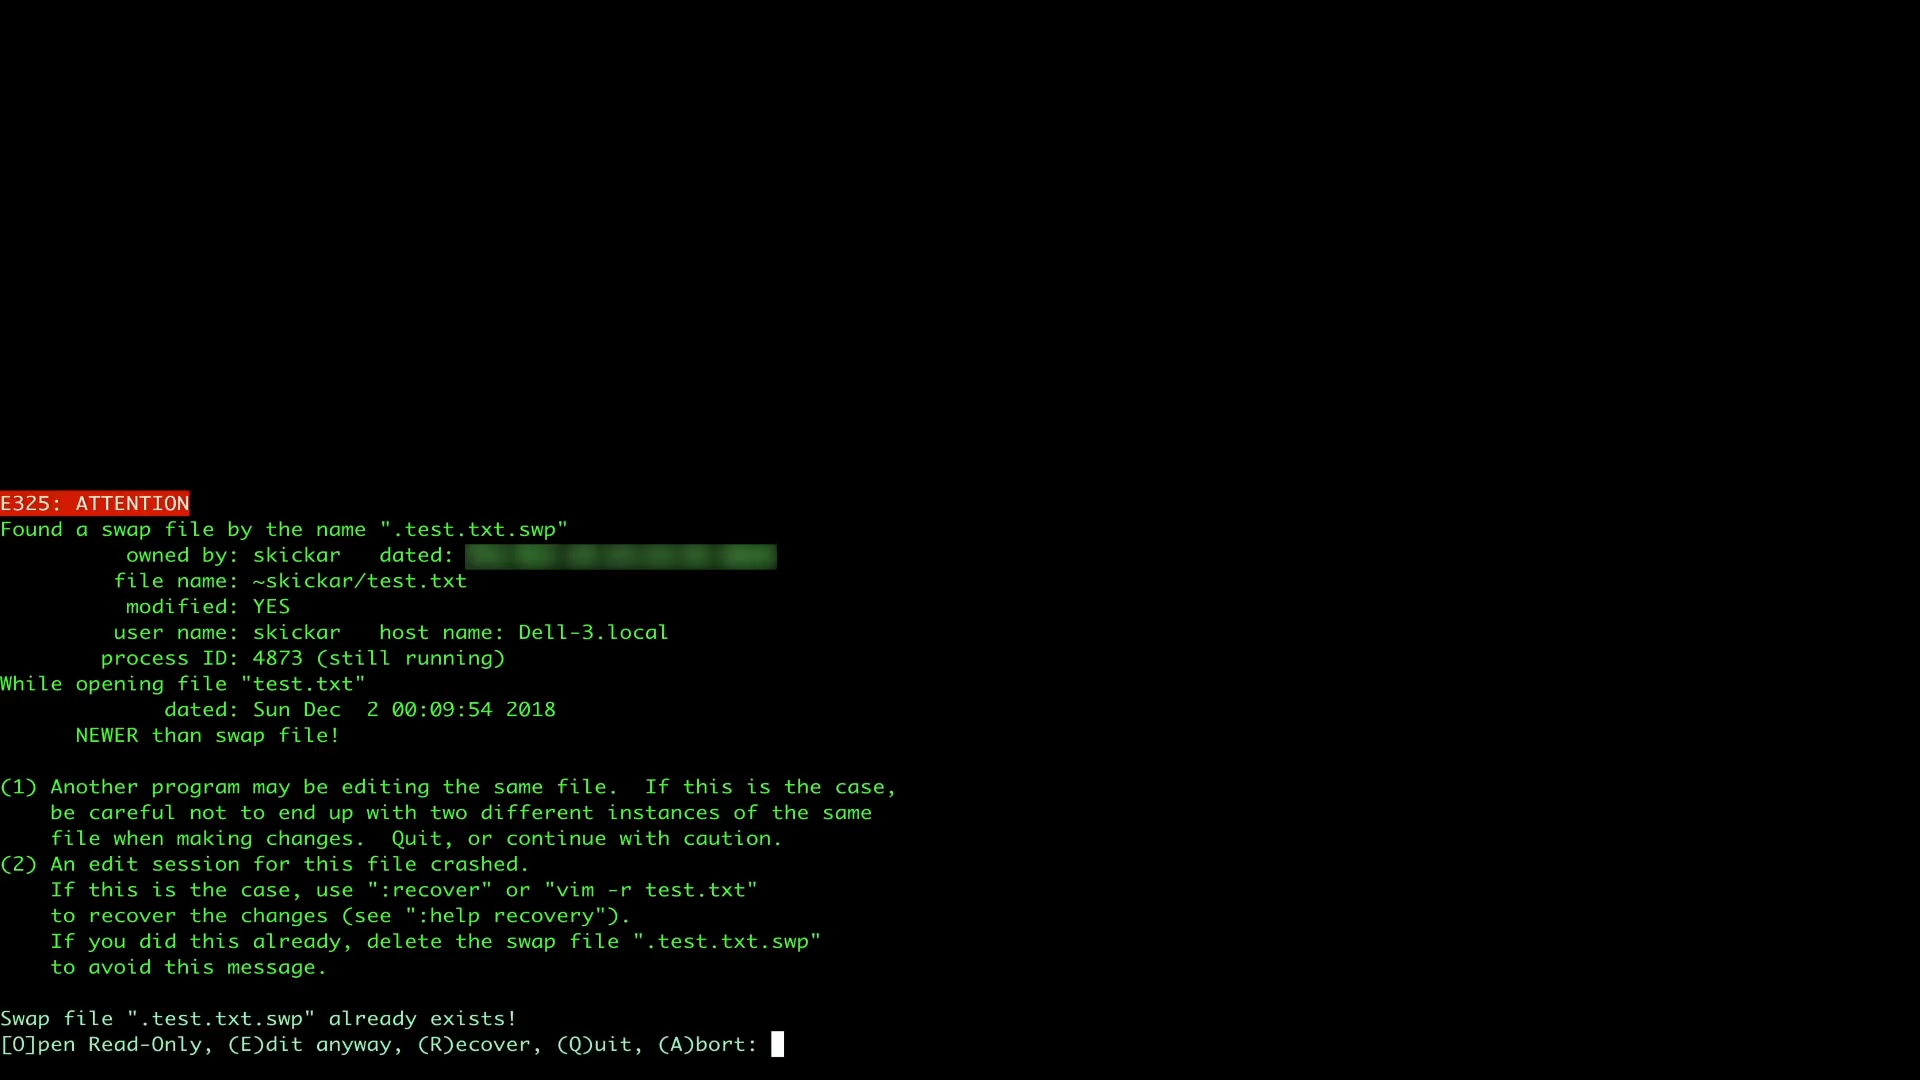 E325: ATTENTION
Found a swap file by the name ".test.txt.swp"
          owned by: skickar   dated:
         file name: ~skickar/test.txt
          modified: YES
         user name: skickar   host name: Dell-3.local
        process ID: 4873 (still running)
While opening file "test.txt"
             dated: Sun Dec  2 00:09:54 2018
      NEWER than swap file!

(1) Another program may be editing the same file.  If this is the case,
    be careful not to end up with two different instances of the same
    file when making changes.  Quit, or continue with caution.
(2) An edit session for this file crashed.
    If this is the case, use ":recover" or "vim -r test.txt"
    to recover the changes (see ":help recovery").
    If you did this already, delete the swap file ".test.txt.swp"
    to avoid this message.

Swap file ".test.txt.swp" already exists!
[O]pen Read-Only, (E)dit anyway, (R)ecover, (Q)uit, (A)bort: